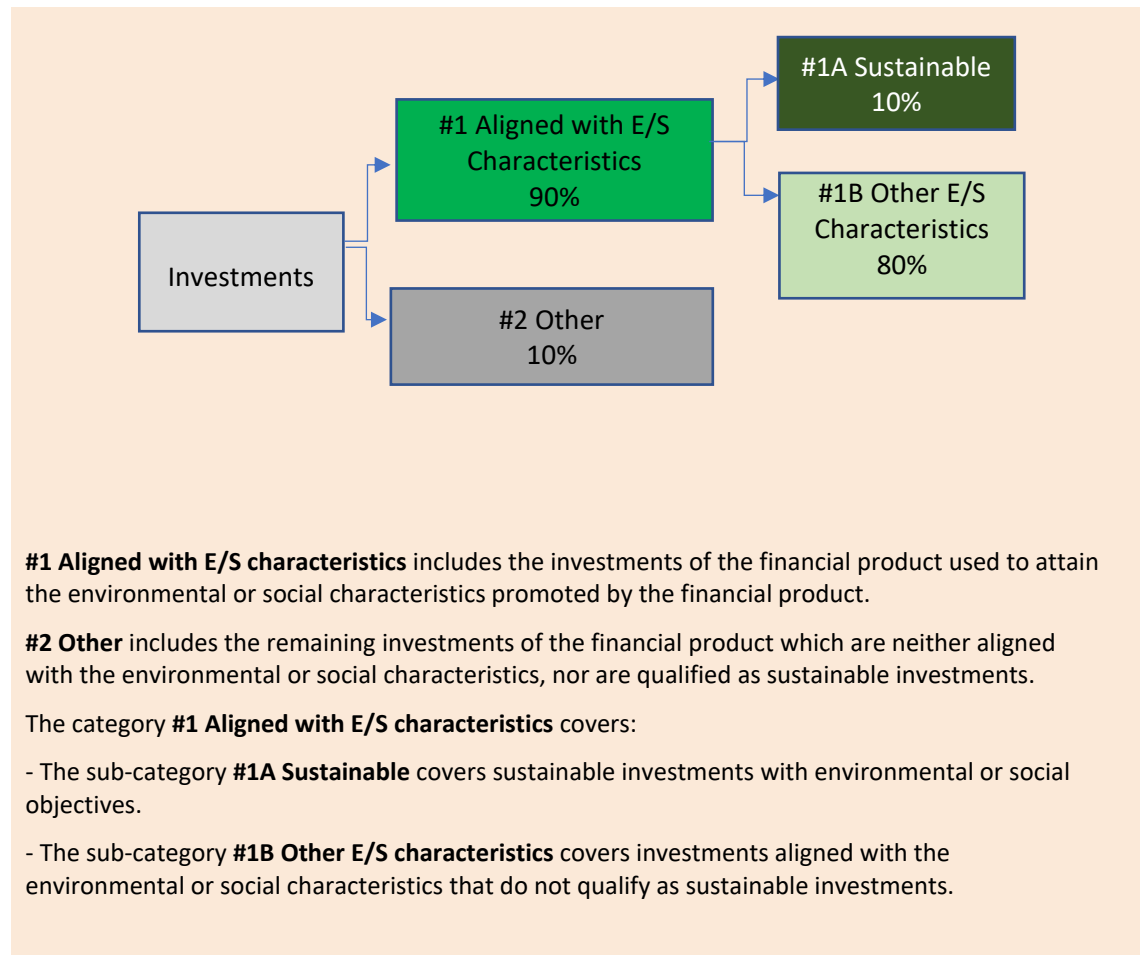 #1A Sustainable
10%
#1 Aligned with E/S
Characteristics
90%
#1B Other E/S
Characteristics
80%
Investments
#2 Other
10%
#1 Aligned with E/S characteristics includes the investments of the financial product used to attain
the environmental or social characteristics promoted by the financial product.
#2 Other includes the remaining investments of the financial product which are neither aligned
with the environmental or social characteristics, nor are qualified as sustainable investments.
The category #1 Aligned with E/S characteristics covers:
- The sub-category #1A Sustainable covers sustainable investments with environmental or social
objectives.
- The sub-category #1B Other E/S characteristics covers investments aligned with the
environmental or social characteristics that do not qualify as sustainable investments.